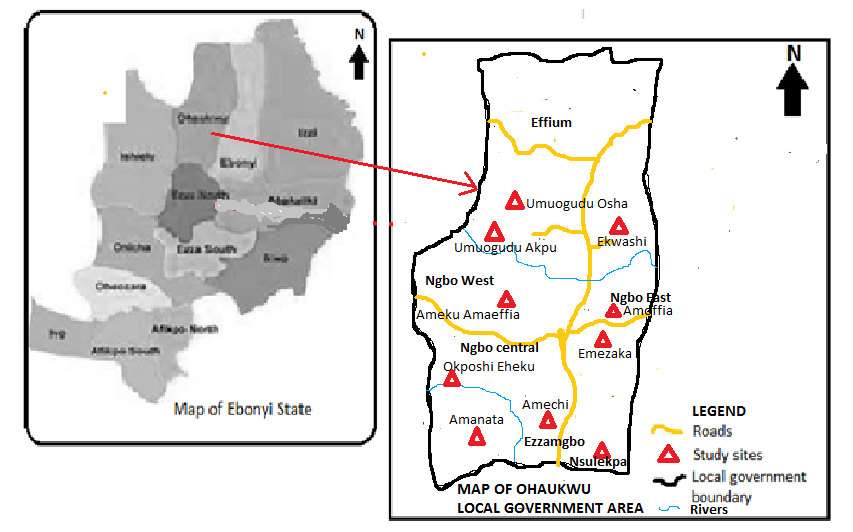 N
Ohaukwu
Izzi
Ishielu
Ebonyi
Ezza North
Abakaliki
Onicha
Ezza South
Ikwo
Ohaozara
Ivo
Afikpo North
Afikpo South
Map of Ebonyi State
N
Effium
Umuogudu Osha
Ekwashi
Umuogudu Akpu
Ngbo West
Ngbo East
Ameku Amaeffia
Amoffia
Ngbo central
Emezaka
Okposhi Eheku
Amechi
Amanata
Ezzamgbo
Nsulekpa
MAP OF OHAUKWU
LOCAL GOVERNMENT AREA
LEGEND
Roads
Study sites
Local government
boundary
Rivers